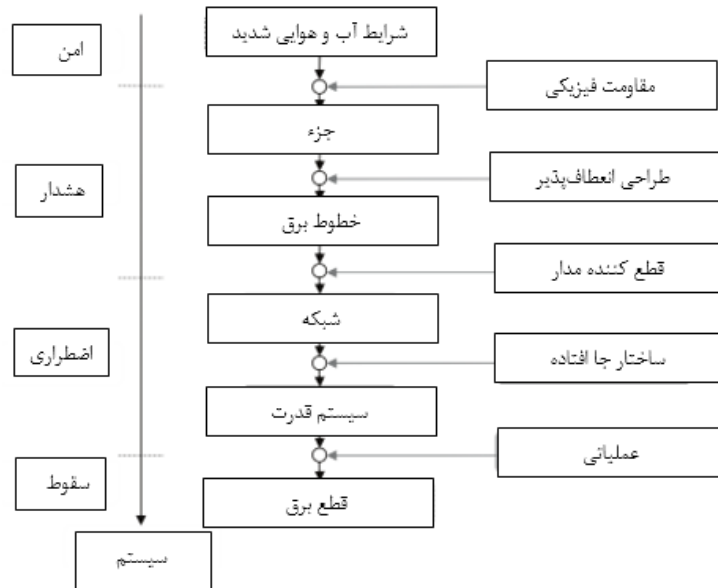 شرایط آب و هوایی شدید
امن
مقاومت فیزیکی
جزء
طراحی انعطاف‌پذیر
هشدار
خطوط برق
قطع کننده مدار
شبکه
اضطراری
ساختار جا افتاده
سیستم قدرت
عملیاتی
سقوط
قطع برق
سیستم